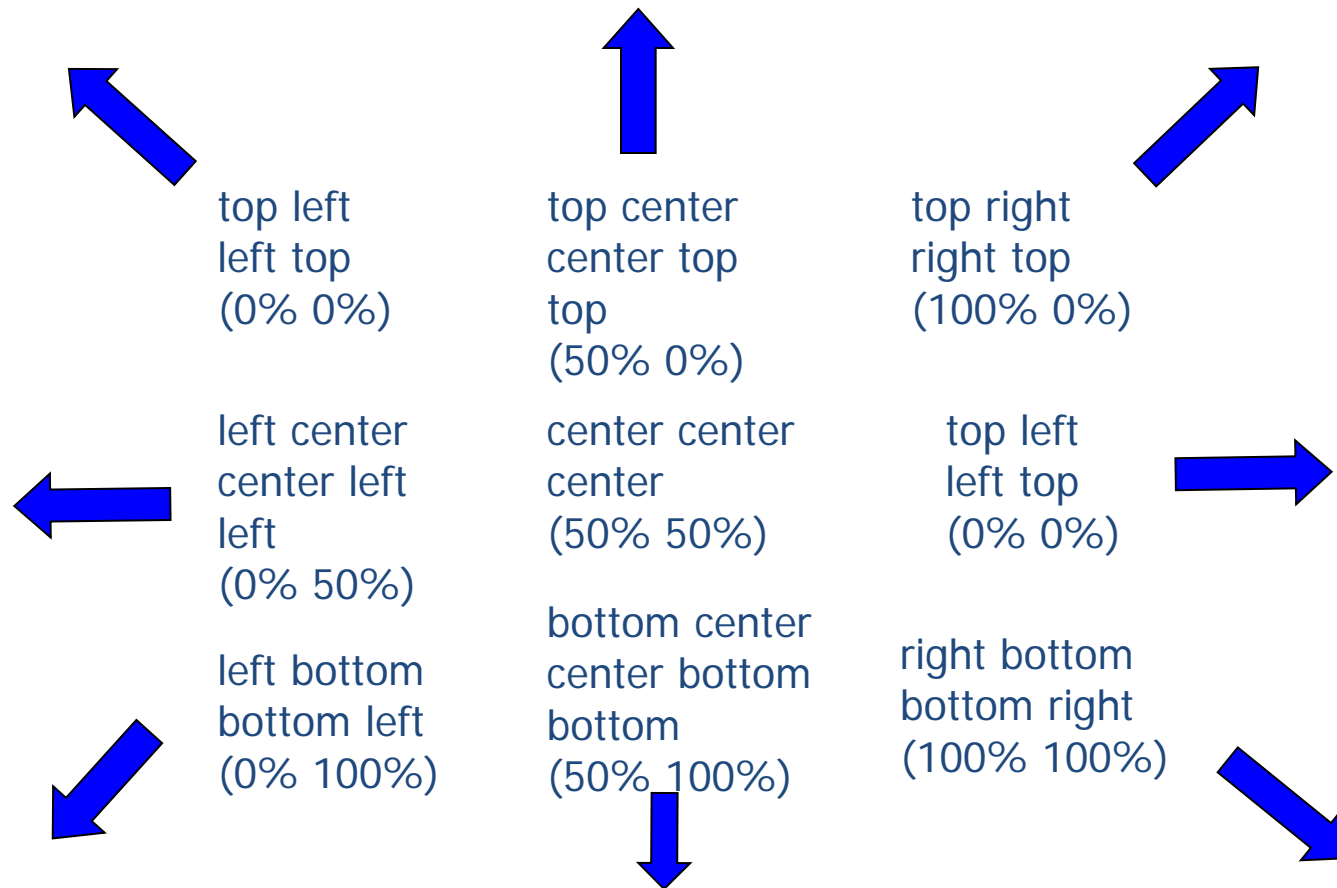 top left
left top
(0% 0%)
top center
center top
top
(50% 0%)
top right
right top
(100% 0%)
left center
center left
left
(0% 50%)
center center
center
(50% 50%)
top left
left top
(0% 0%)
left bottom
bottom left
(0% 100%)
bottom center
center bottom
bottom
(50% 100%)
right bottom
bottom right
(100% 100%)